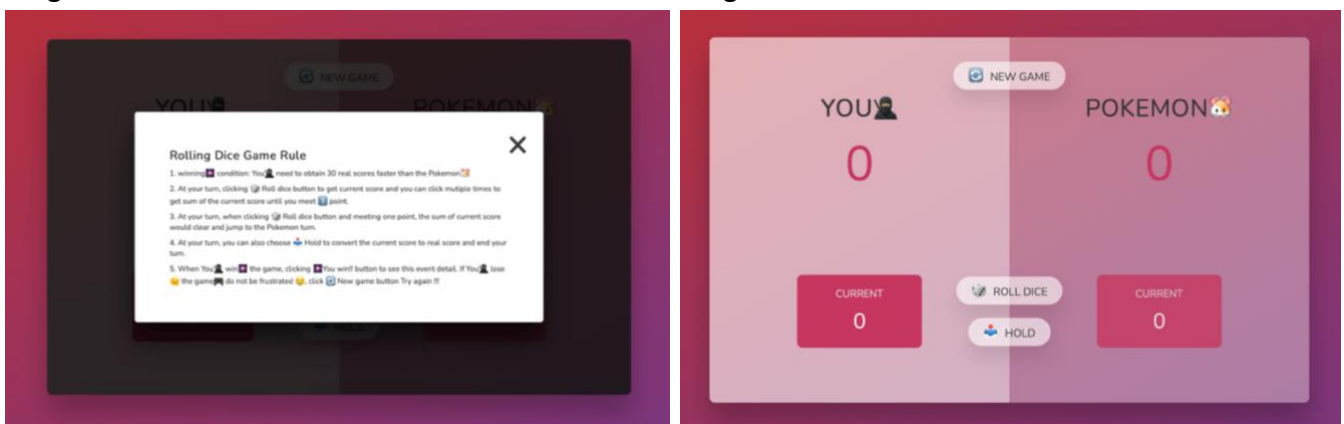 NEW GAME
YOU
POKEMON
Rolling Dice Game Rule
1. winning🎆 condition: You🥷 need to obtain 30 real scores faster than the Pokemon🐹
2. At your turn, clicking 🎲 Roll dice button to get current score and you can click mutiple times to
get sum of the current score until you meet 1️⃣ point.
3. At your turn, when clicking 🎲 Roll dice button and meeting one point, the sum of current score
would clear and jump to the Pokemon turn.
4. At your turn, you can also choose 🕹️ Hold to convert the current score to real score and end your
turn.
5. When You🥷 win🎆 the game, clicking 🎆You win!! button to see this event detail. If You🥷 lose
the game🎮 do not be frustrated, click 🔄 New game button Try again !!!
HOLD
NEW GAME
YOU🥷
POKEMON🐹
0
0
CURRENT
0
ROLL DICE
HOLD
CURRENT
0